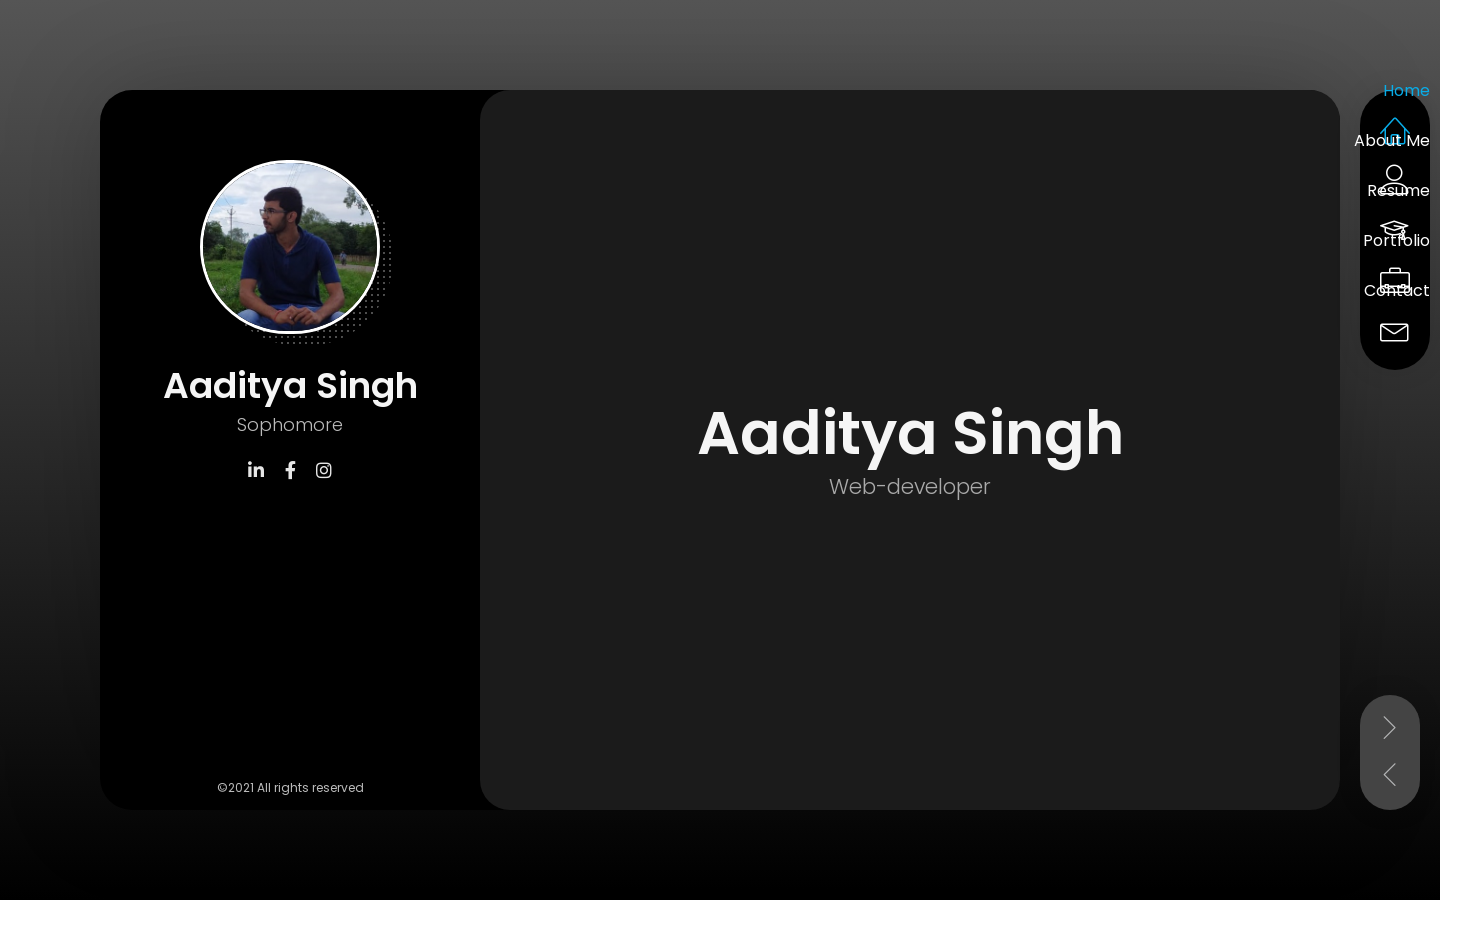 Aaditya Singh
Sophomore
©2021 All rights reserved
Aaditya Singh
Web-developer
Home
About Me
Resume
Portfolio
Contact